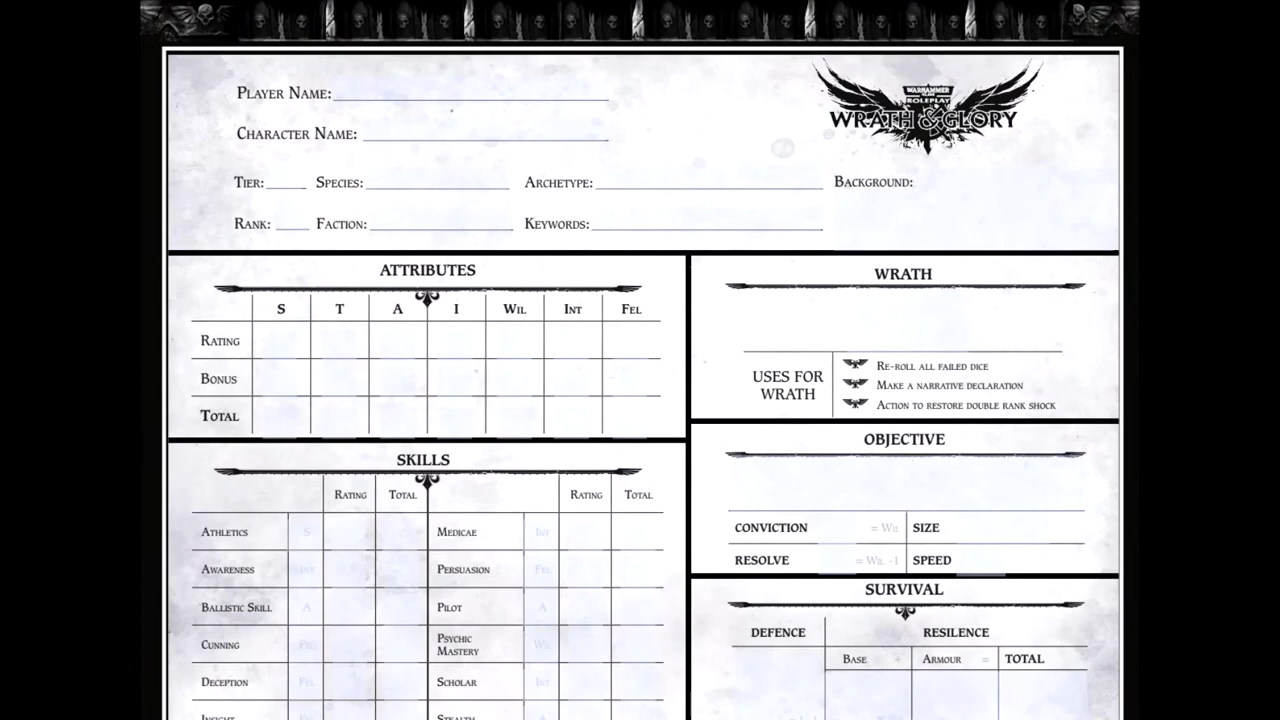 Player Name:
WARHAMMER
ROLEPLAY
WRATH & GLORY
Character Name:
Tier: Species: Archetype: Background:
Rank: Faction: Keywords:
ATTRIBUTES
S T A I Wil Int Fel
Rating
Bonus
Total
WRATH
USES FOR WRATH
Re-roll all failed dice
Make a narrative declaration
Action to restore double rank shock
SKILLS
Rating Total Rating Total
Athletics S Medicae Int
Awareness Int Persuasion Fel
Ballistic Skill A Pilot A
Cunning Fel Psychic Mastery Wil
Deception Fel Scholar Int
Insight Stealth A
OBJECTIVE
CONVICTION = Wil SIZE
RESOLVE = Wil -1 SPEED
SURVIVAL
DEFENCE RESILENCE
Base + Armour = TOTAL